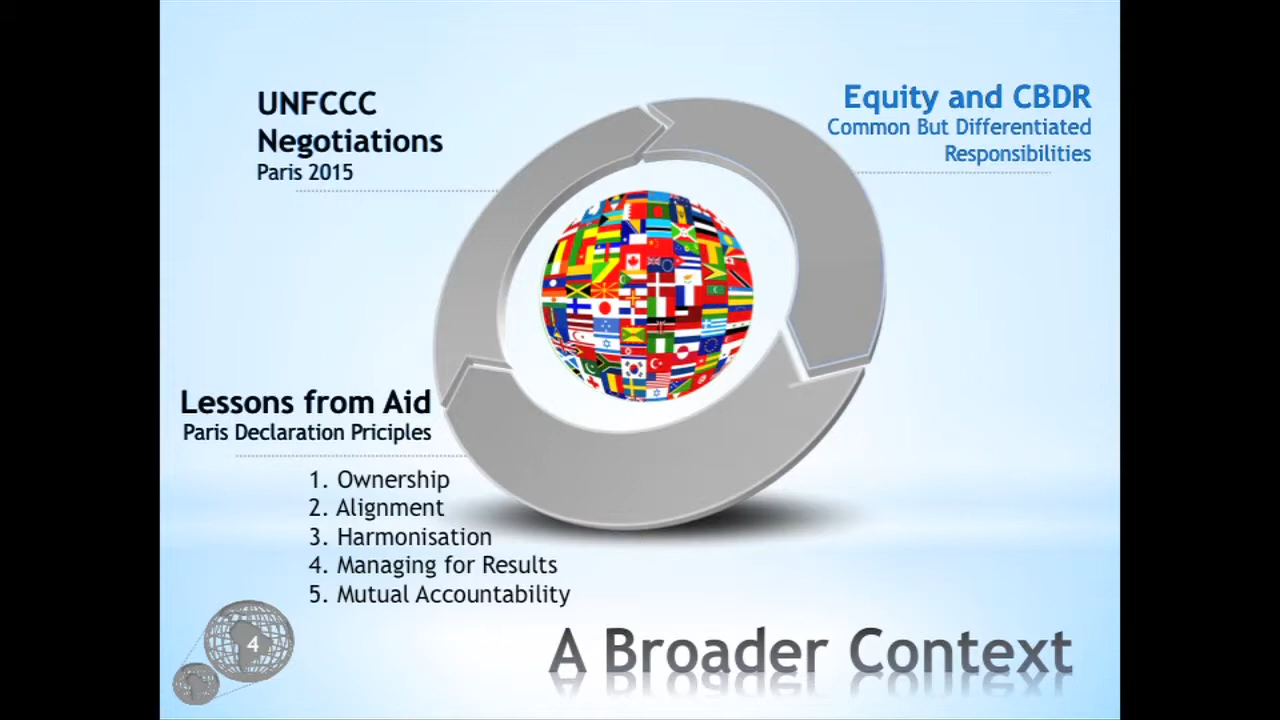 UNFCCC
Negotiations
Paris 2015
Equity and CBDR
Common But Differentiated
Responsibilities
Lessons from Aid
Paris Declaration Priciples
1. Ownership
2. Alignment
3. Harmonisation
4. Managing for Results
5. Mutual Accountability
4
A Broader Context